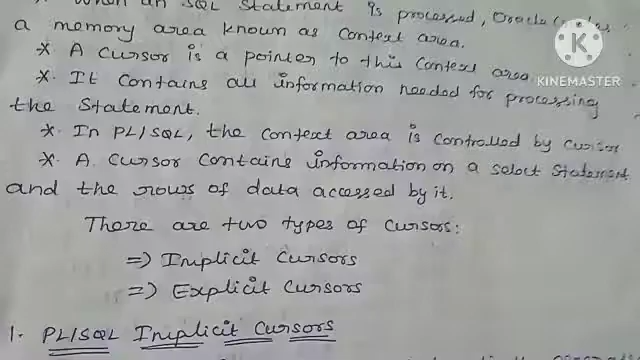 When an SQL Statement is processed, Oracle creates
a memory area known as Context area.
* A Cursor is a pointer to this Context area.
* It Contains all information needed for processing
the Statement.
* In PL/SQL, the Context area is Controlled by Cursor
* A Cursor Contains information on a select Statement
and the rows of data accessed by it.
There are two types of Cursors:
=) Implicit Cursors
=) Explicit Cursors
1. PL/SQL Implicit Cursors
KINEMASTER